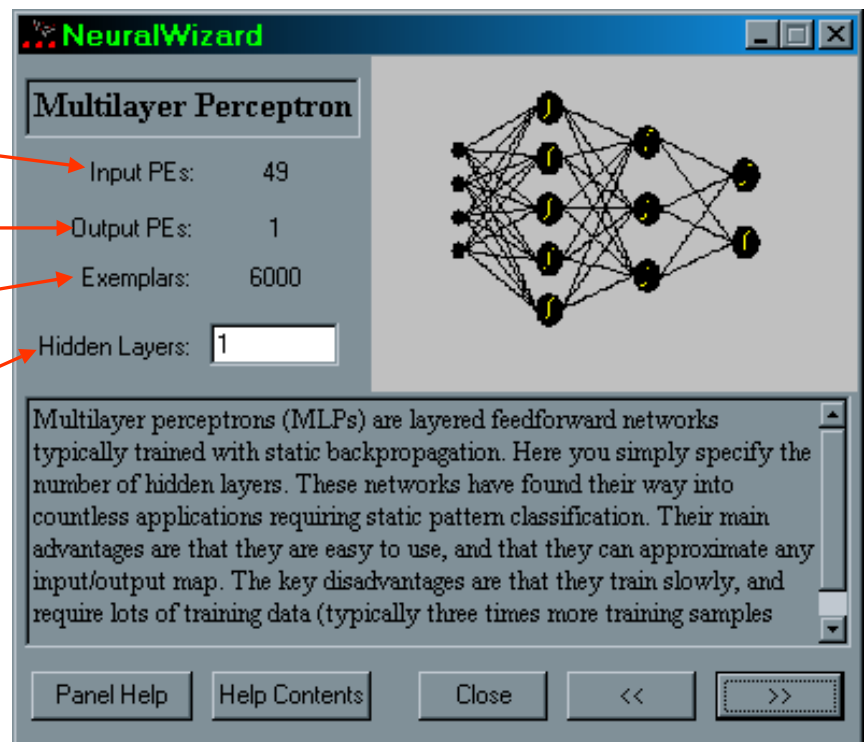 NeuralWizard
Multilayer Perceptron
Input PEs: 49
Output PEs: 1
Exemplars: 6000
Hidden Layers: 1
Multilayer perceptrons (MLPs) are layered feedforward networks
typically trained with static backpropagation. Here you simply specify the
number of hidden layers. These networks have found their way into
countless applications requiring static pattern classification. Their main
advantages are that they are easy to use, and that they can approximate any
input/output map. The key disadvantages are that they train slowly, and
require lots of training data (typically three times more training samples
Panel Help Help Contents Close << >>